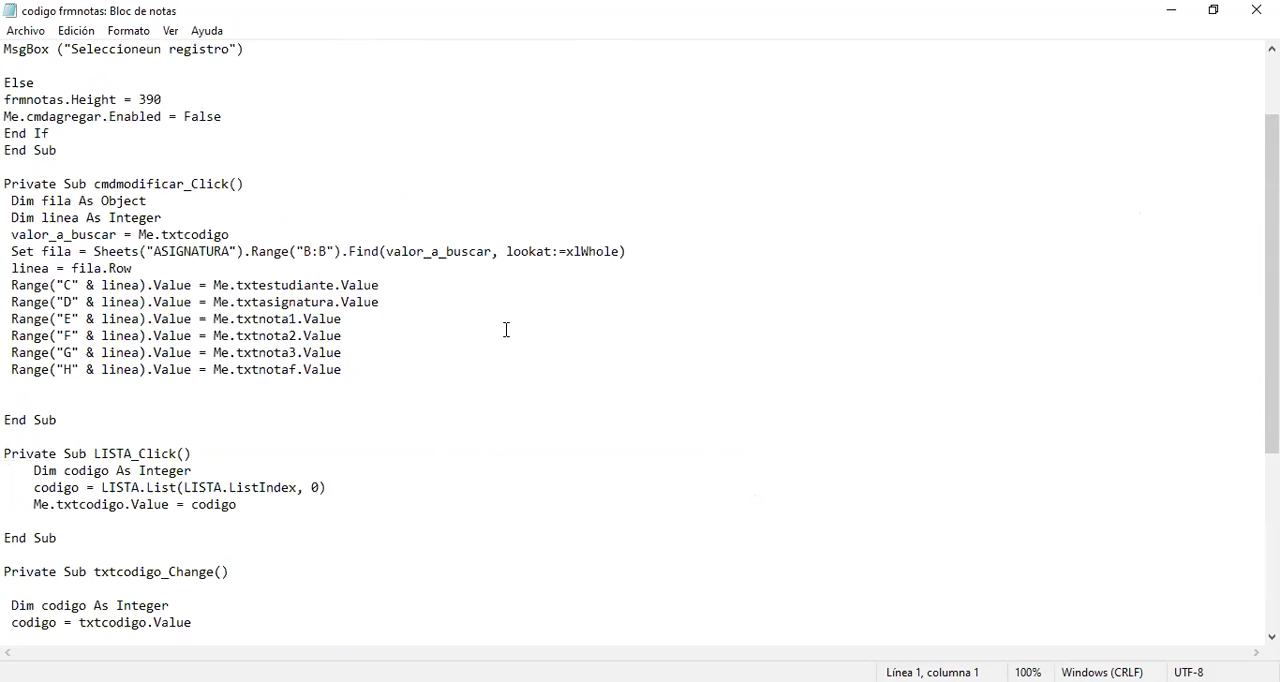 codigo frmnotas: Bloc de notas
Archivo Edición Formato Ver Ayuda
MsgBox ("Seleccioneun registro")
Else
frmnotas.Height = 390
Me.cmdagregar.Enabled = False
End If
End Sub
Private Sub cmdmodificar_Click()
Dim fila As Object
Dim linea As Integer
valor_a_buscar = Me.txtcodigo
Set fila = Sheets("ASIGNATURA").Range("B:B").Find(valor_a_buscar, lookat:=xlWhole)
linea = fila.Row
Range("C" & linea).Value = Me.txtestudiante.Value
Range("D" & linea).Value = Me.txtasignatura.Value
Range("E" & linea).Value = Me.txtnota1.Value
Range("F" & linea).Value = Me.txtnota2.Value
Range("G" & linea).Value = Me.txtnota3.Value
Range("H" & linea).Value = Me.txtnotaf.Value
End Sub
Private Sub LISTA_Click()
Dim codigo As Integer
codigo = LISTA.List(LISTA.ListIndex, 0)
Me.txtcodigo.Value = codigo
End Sub
Private Sub txtcodigo_Change()
Dim codigo As Integer
codigo = txtcodigo.Value
Línea 1, columna 1 100% Windows (CRLF) UTF-8